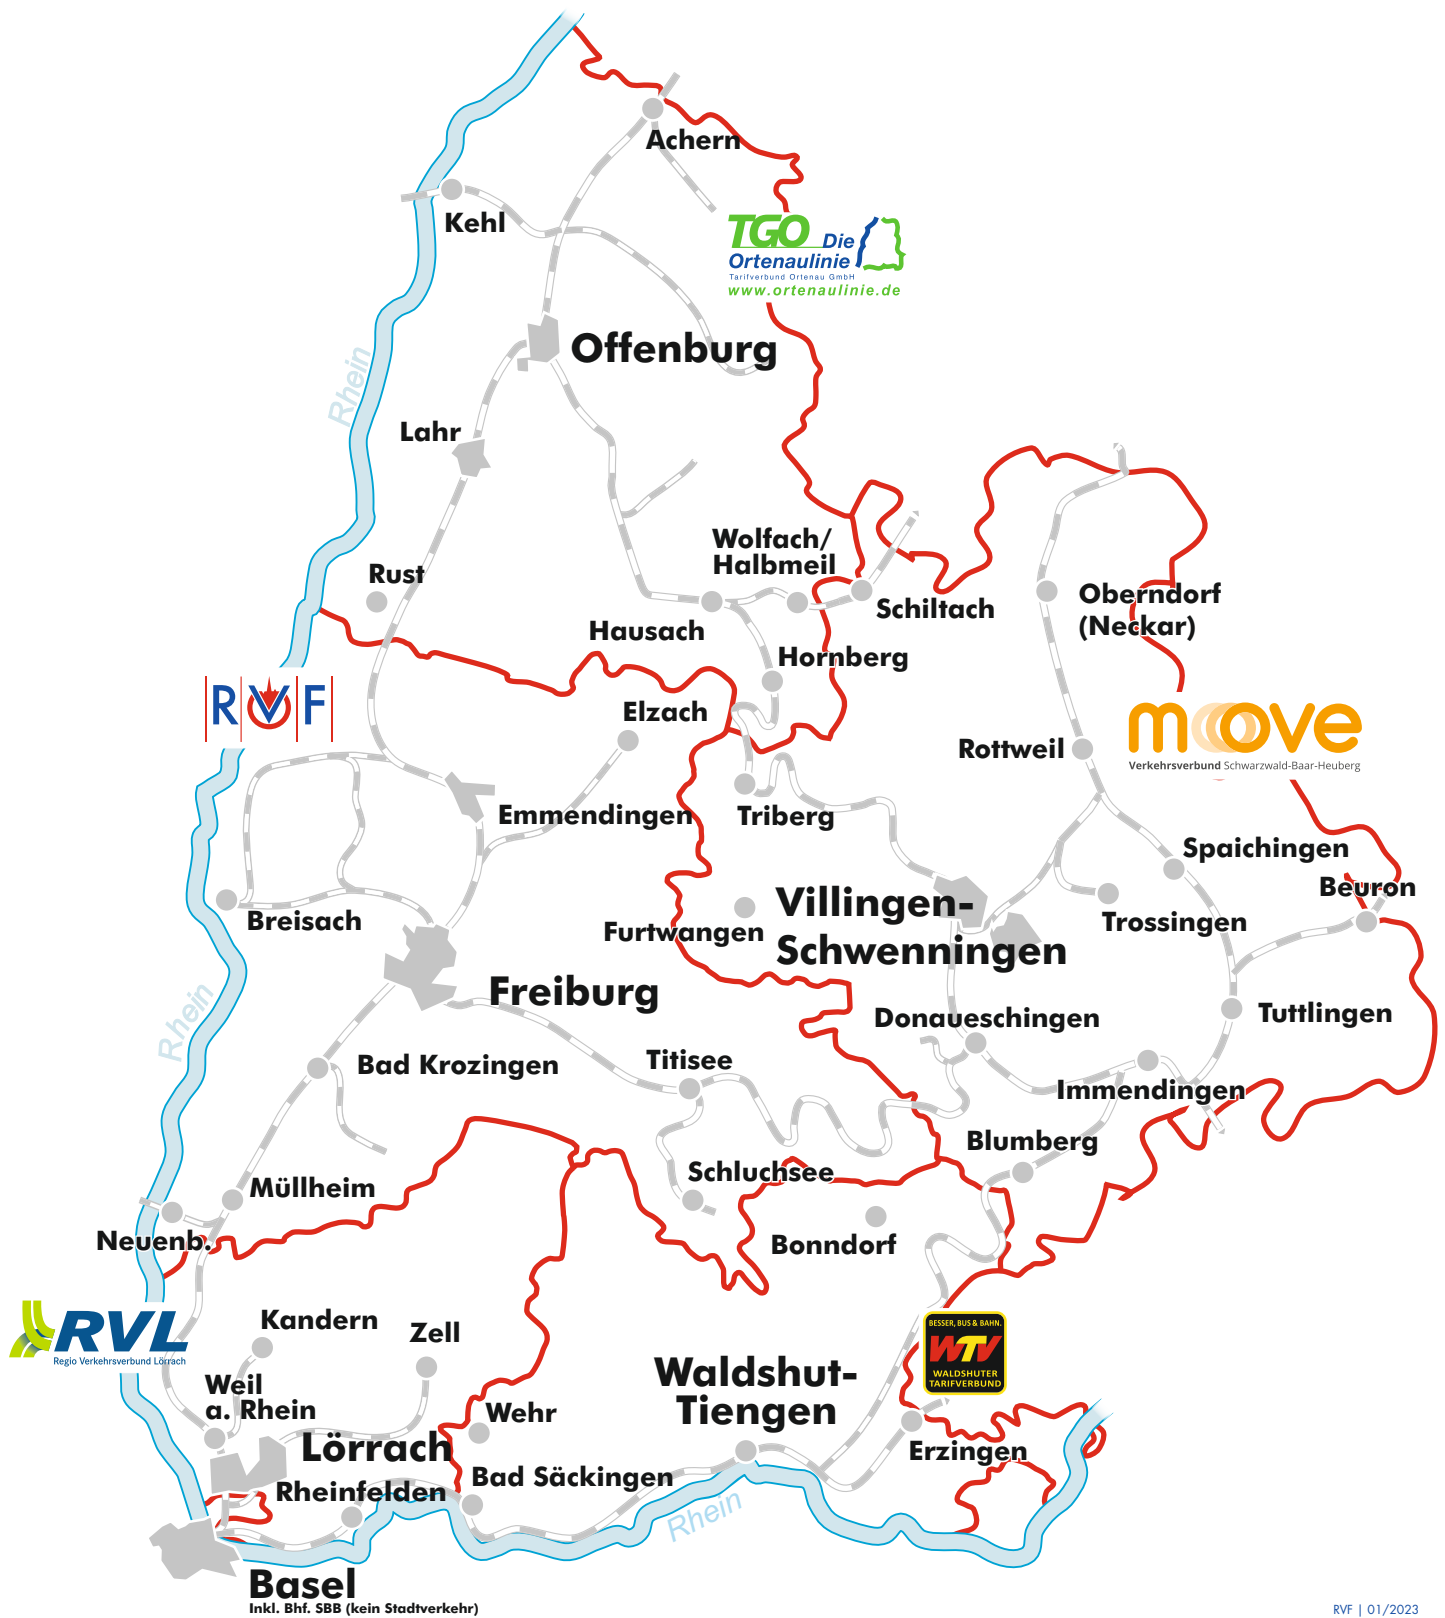 Achern
Kehl
TGO Die
Ortenaulinie
Tarifverbund Ortenau GmbH
www.ortenaulinie.de
Offenburg
Rhein
Lahr
Wolfach/
Halbmeil
Rust
Oberndorf
(Neckar)
Schiltach
Hausach
Hornberg
RVF
Elzach
moove
Verkehrsverbund Schwarzwald-Baar-Heuberg
Rottweil
Emmendingen
Triberg
Spaichingen
Beuron
Villingen-
Schwenningen
Breisach
Trossingen
Furtwangen
Freiburg
Rhein
Donaueschingen
Tuttlingen
Bad Krozingen
Titisee
Immendingen
Blumberg
Schluchsee
Müllheim
Neuenb.
Bonndorf
RVL
Regio Verkehrsverbund Lörrach
Kandern
Zell
BESSER, BUS & BAHN.
WTV
WALDSHUTER
TARIFVERBUND
Waldshut-
Tiengen
Weil
a. Rhein
Wehr
Lörrach
Erzingen
Bad Säckingen
Rheinfelden
Rhein
Basel
Inkl. Bhf. SBB (kein Stadtverkehr)
RVF | 01/2023